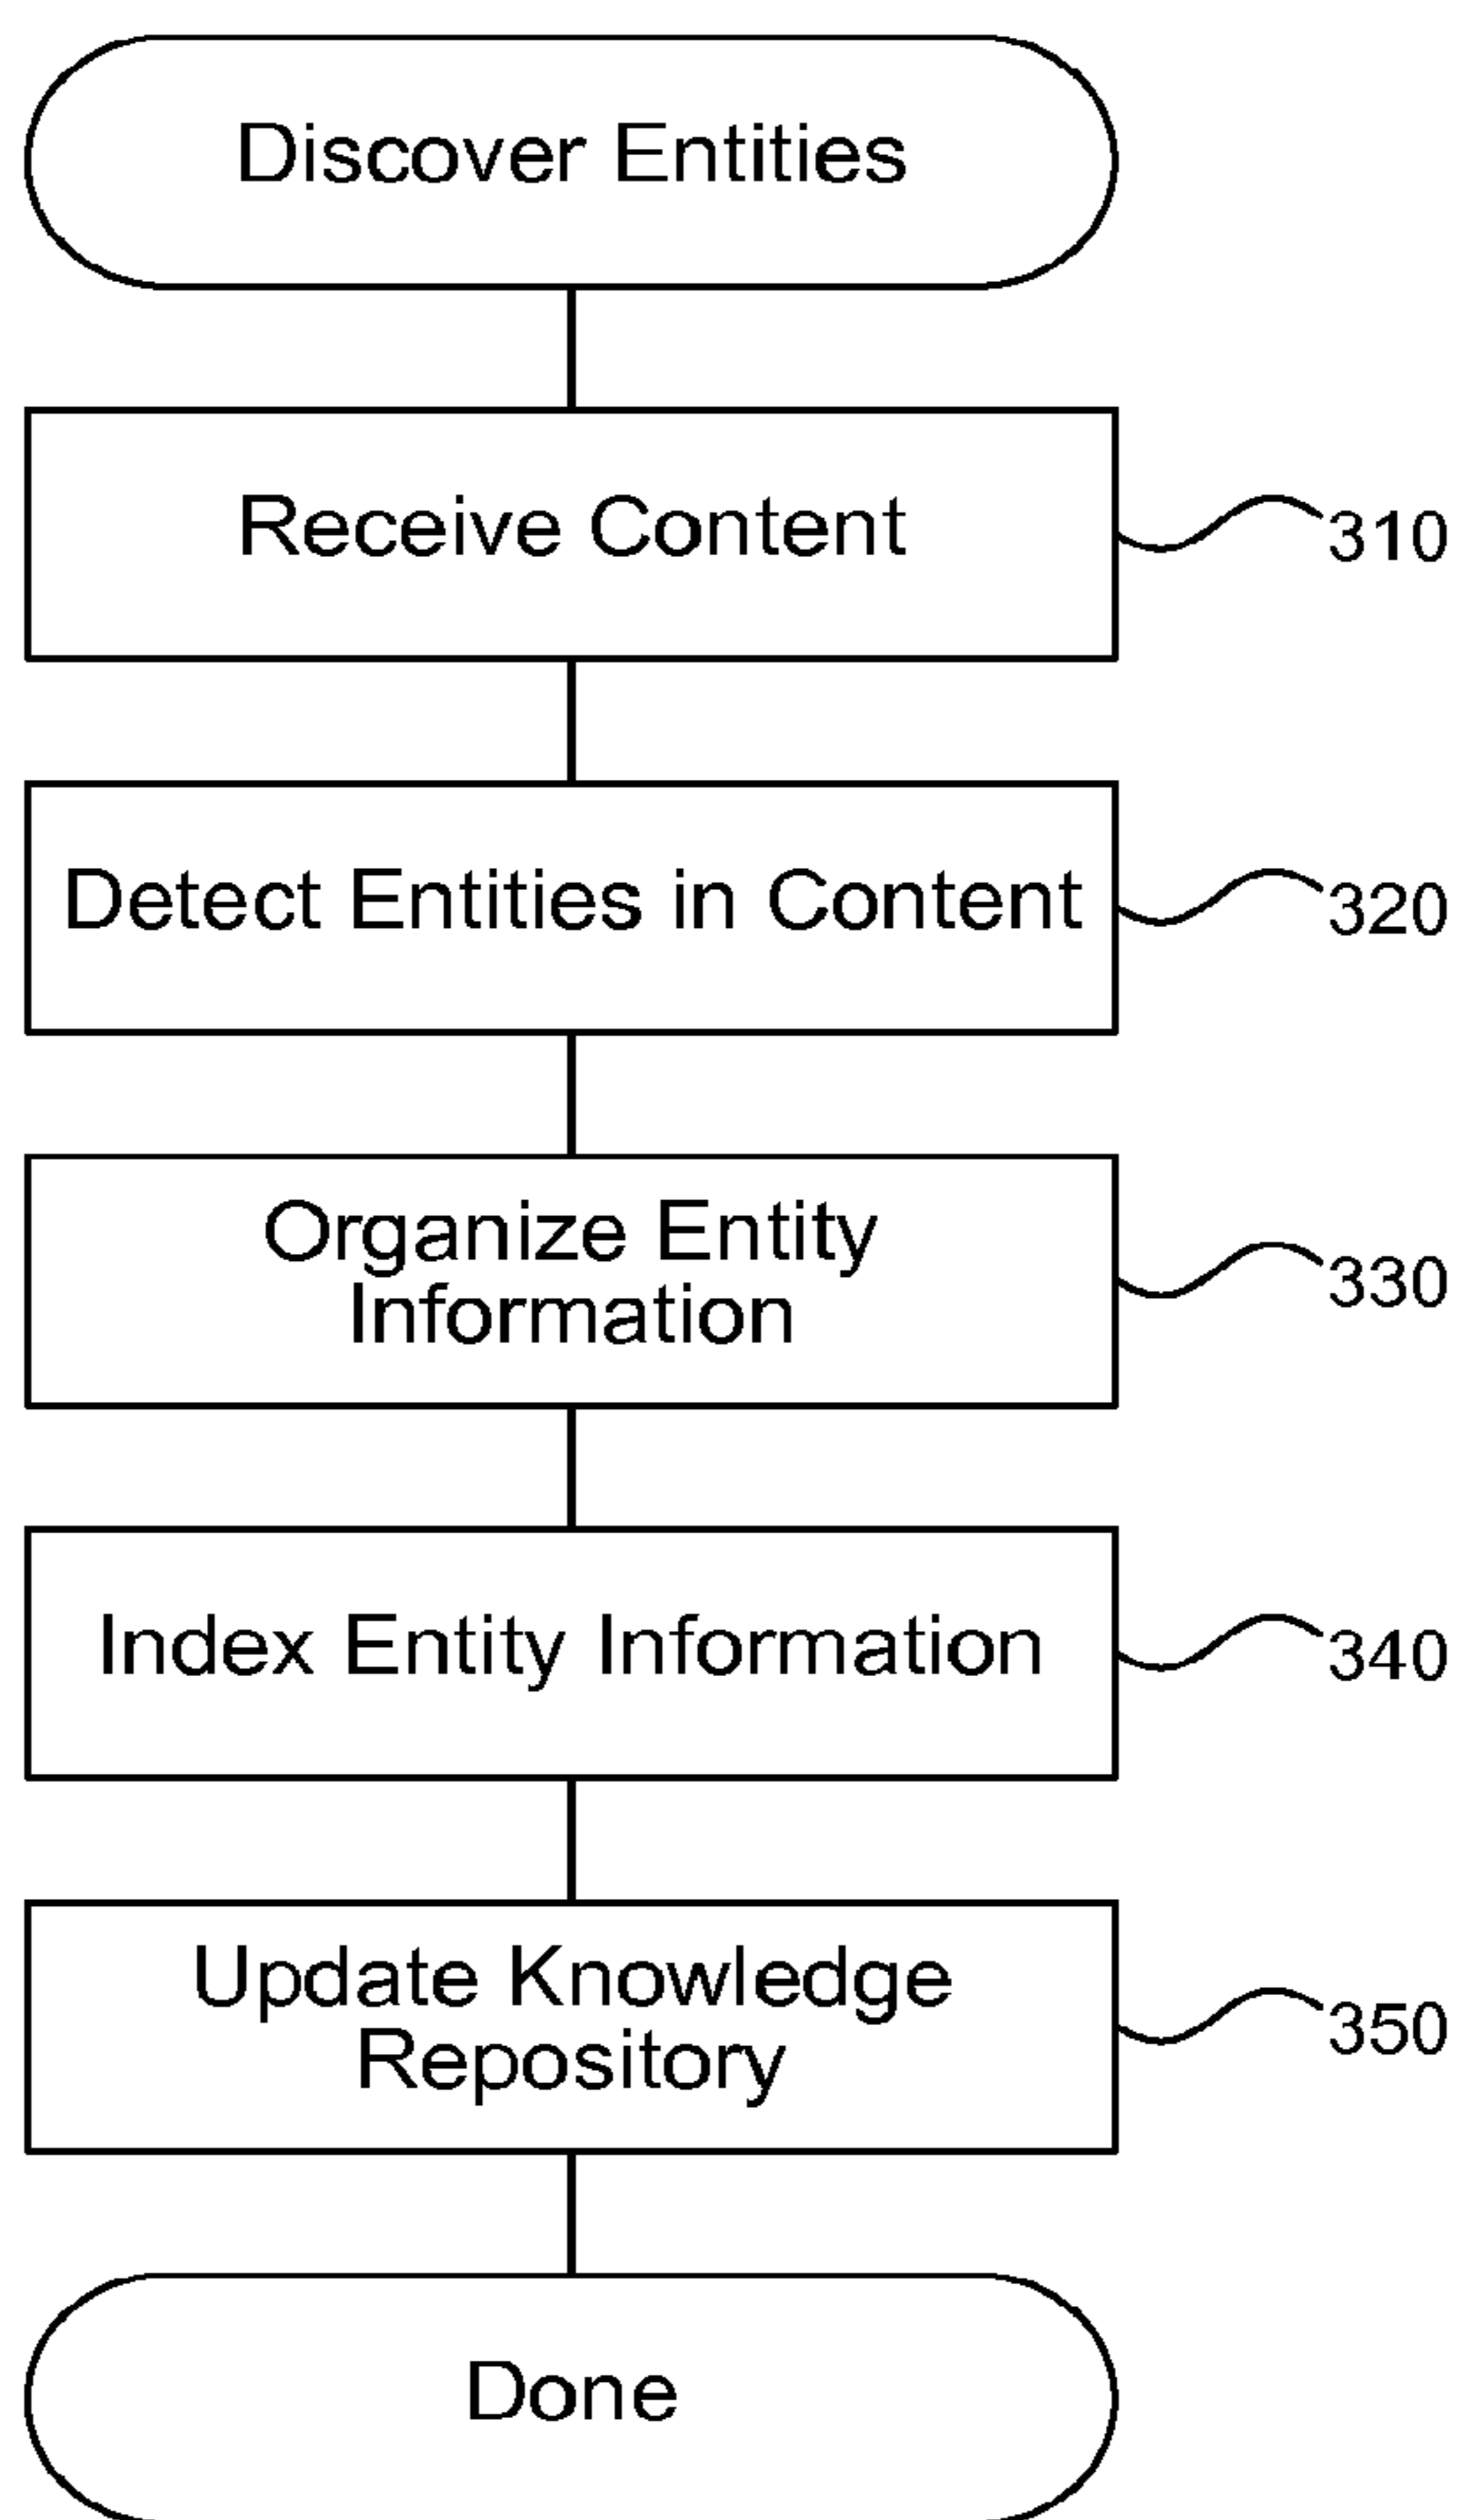 Discover Entities
Receive Content
310
Detect Entities in Content
320
Organize Entity
Information
330
Index Entity Information
340
Update Knowledge
Repository
350
Done